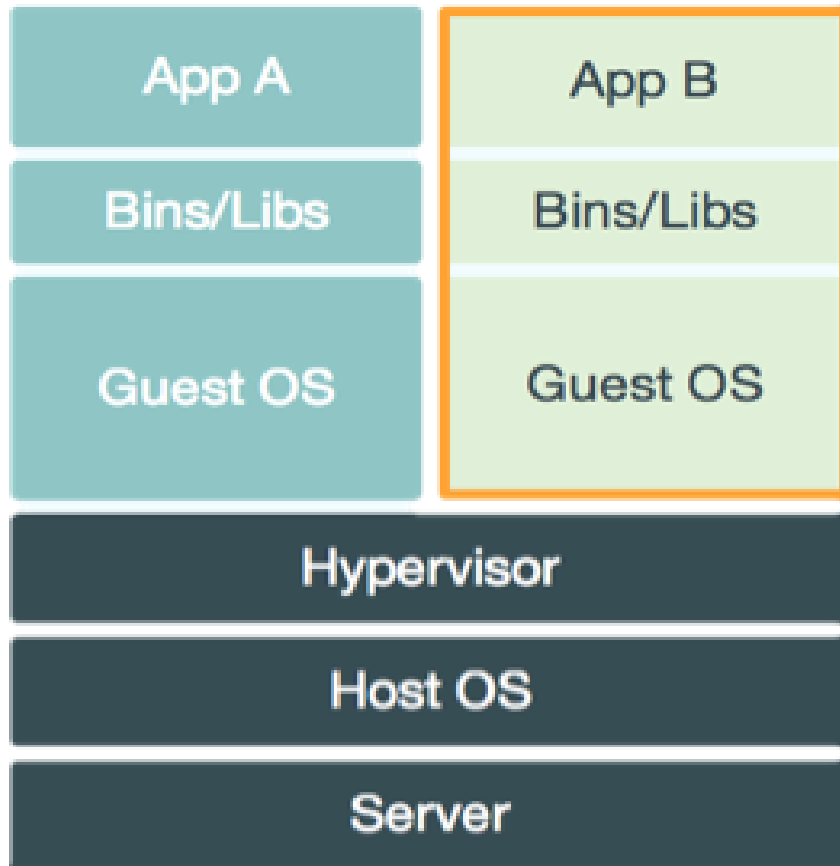 App A
App B
Bins/Libs
Bins/Libs
Guest OS
Guest OS
Hypervisor
Host OS
Server